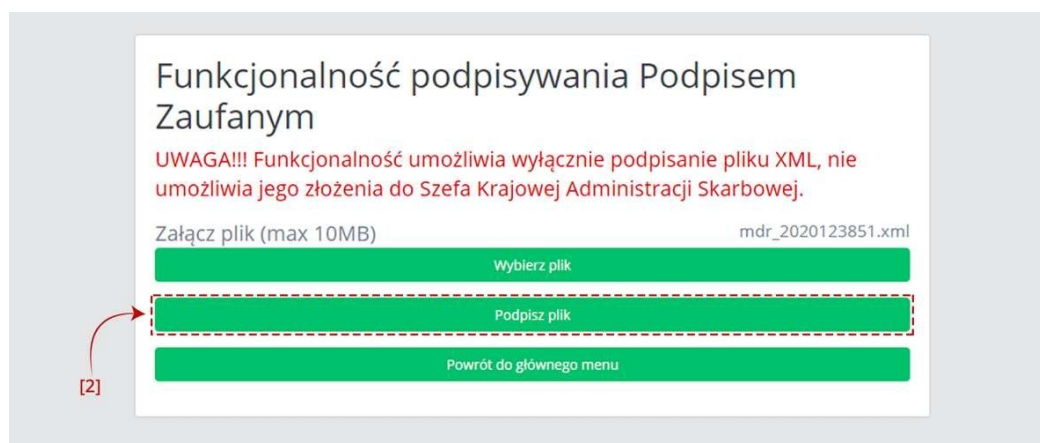 Funkcjonalność podpisywania Podpisem
Zaufanym
UWAGA!!! Funkcjonalność umożliwia wyłącznie podpisanie pliku XML, nie
umożliwia jego złożenia do Szefa Krajowej Administracji Skarbowej.
Załącz plik (max 10MB) mdr_2020123851.xml
Wybierz plik
Podpisz plik
Powrót do głównego menu
[2]